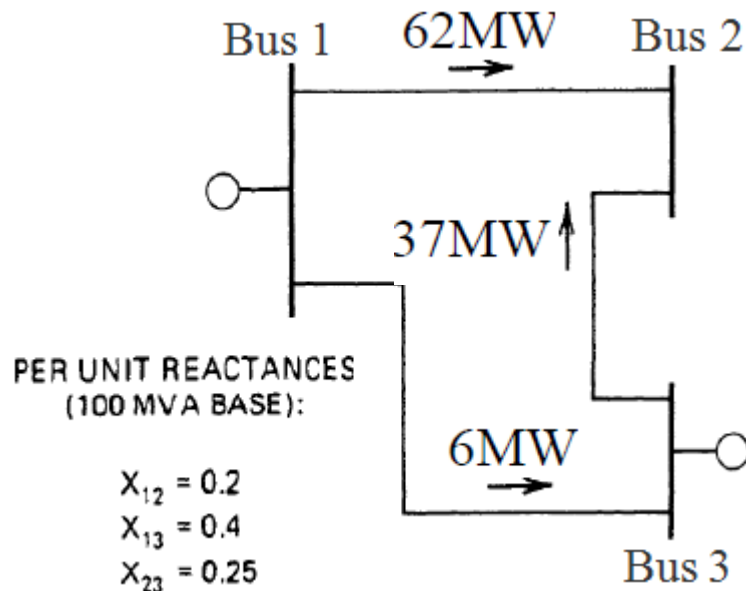 62MW
Bus 1
Bus 2
37MW
PER UNIT REACTANCES
(100 MVA BASE):
6MW
X₁₂ = 0.2
X₁₃ = 0.4
X₂₃ = 0.25
Bus 3